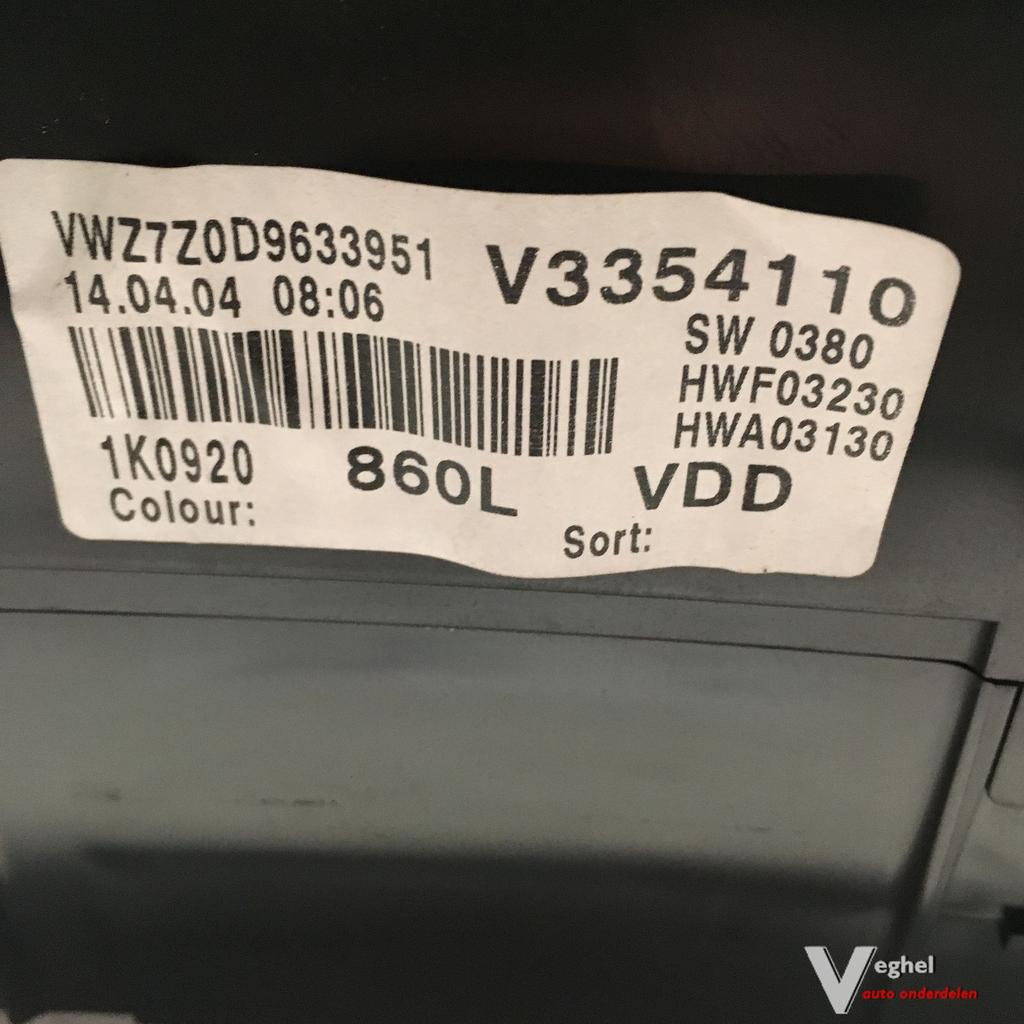 VWZ7Z0D9633951 V3354110
14.04.04 08:06
SW 0380
HWF03230
HWA03130
1K0920 860L VDD
Colour: Sort:
Veghel
auto onderdelen